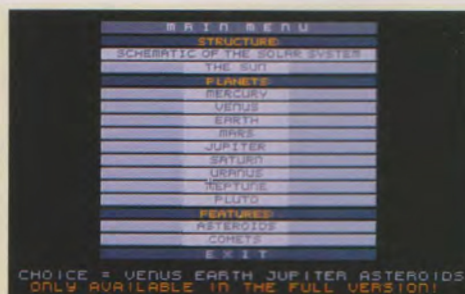 MAIN MENU
STRUCTURE:
SCHEMATIC OF THE SOLAR SYSTEM
THE SUN
PLANETS:
MERCURY
VENUS
EARTH
MARS
JUPITER
SATURN
URANUS
NEPTUNE
PLUTO
FEATURES:
ASTEROIDS
COMETS
EXIT
CHOICE = VENUS EARTH JUPITER ASTEROIDS
ONLY AVAILABLE IN THE FULL VERSION!